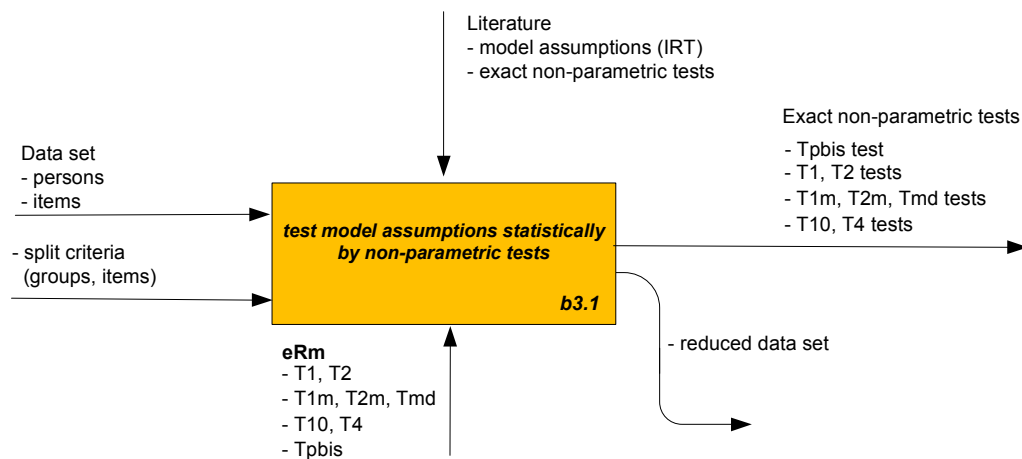 Literature
- model assumptions (IRT)
- exact non-parametric tests
Exact non-parametric tests
- Tpbis test
- T1, T2 tests
- T1m, T2m, Tmd tests
- T10, T4 tests
Data set
- persons
- items
- split criteria
(groups, items)
test model assumptions statistically
by non-parametric tests
b3.1
- reduced data set
eRm
- T1, T2
- T1m, T2m, Tmd
- T10, T4
- Tpbis